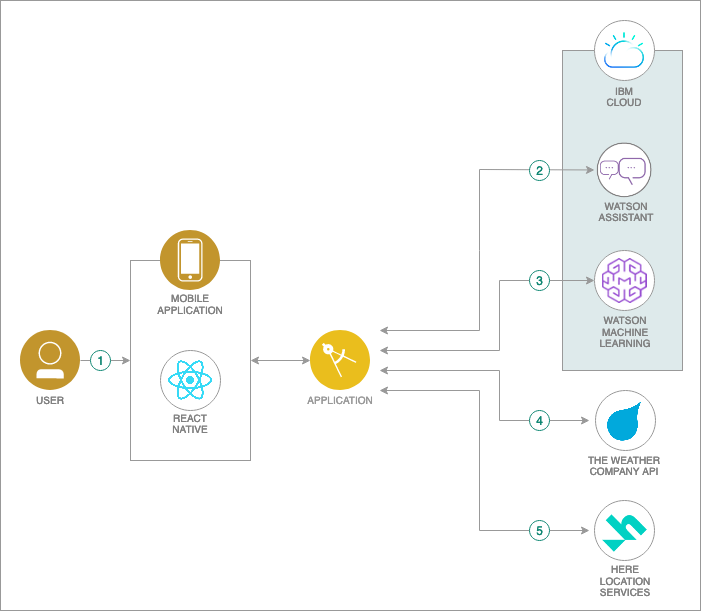 IBM
CLOUD
2
WATSON
ASSISTANT
MOBILE
APPLICATION
3
WATSON
MACHINE
LEARNING
1
USER
REACT
NATIVE
APPLICATION
4
THE WEATHER
COMPANY API
5
HERE
LOCATION
SERVICES